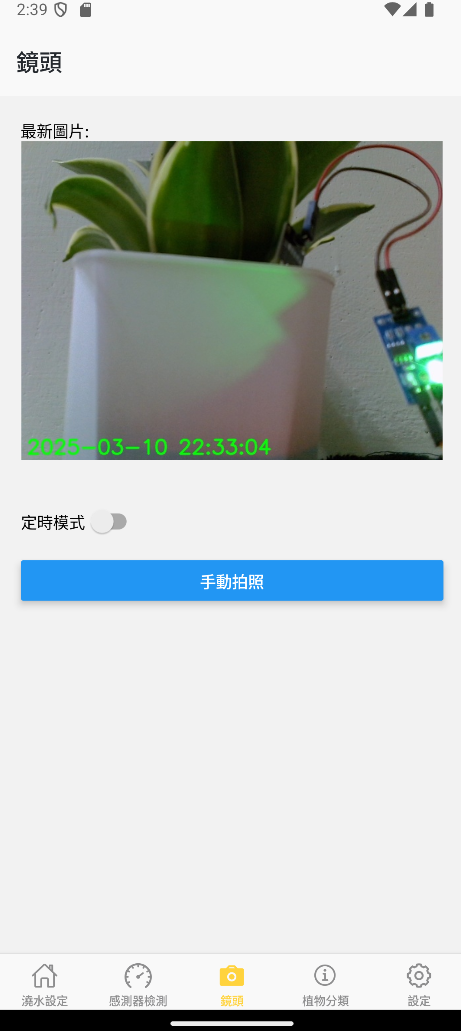 2:39
鏡頭
最新圖片:
2025-03-10 22:33:04
定時模式
手動拍照
澆水設定
感測器檢測
鏡頭
植物分類
設定